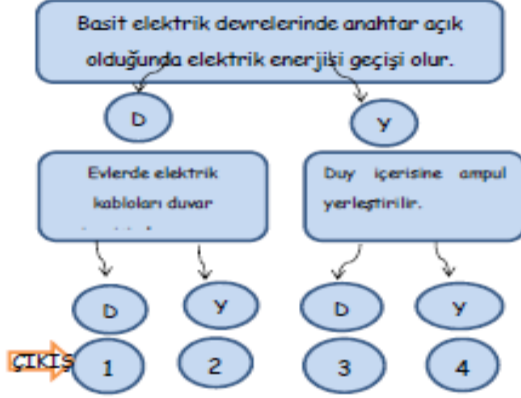 Basit elektrik devrelerinde anahtar açık
olduğunda elektrik enerjisi geçişi olur.
D
Y
Evlerde elektrik
kabloları duvar
Duy içerisine ampul
yerleştirilir.
D
Y
D
Y
ÇIKIŞ
1
2
3
4